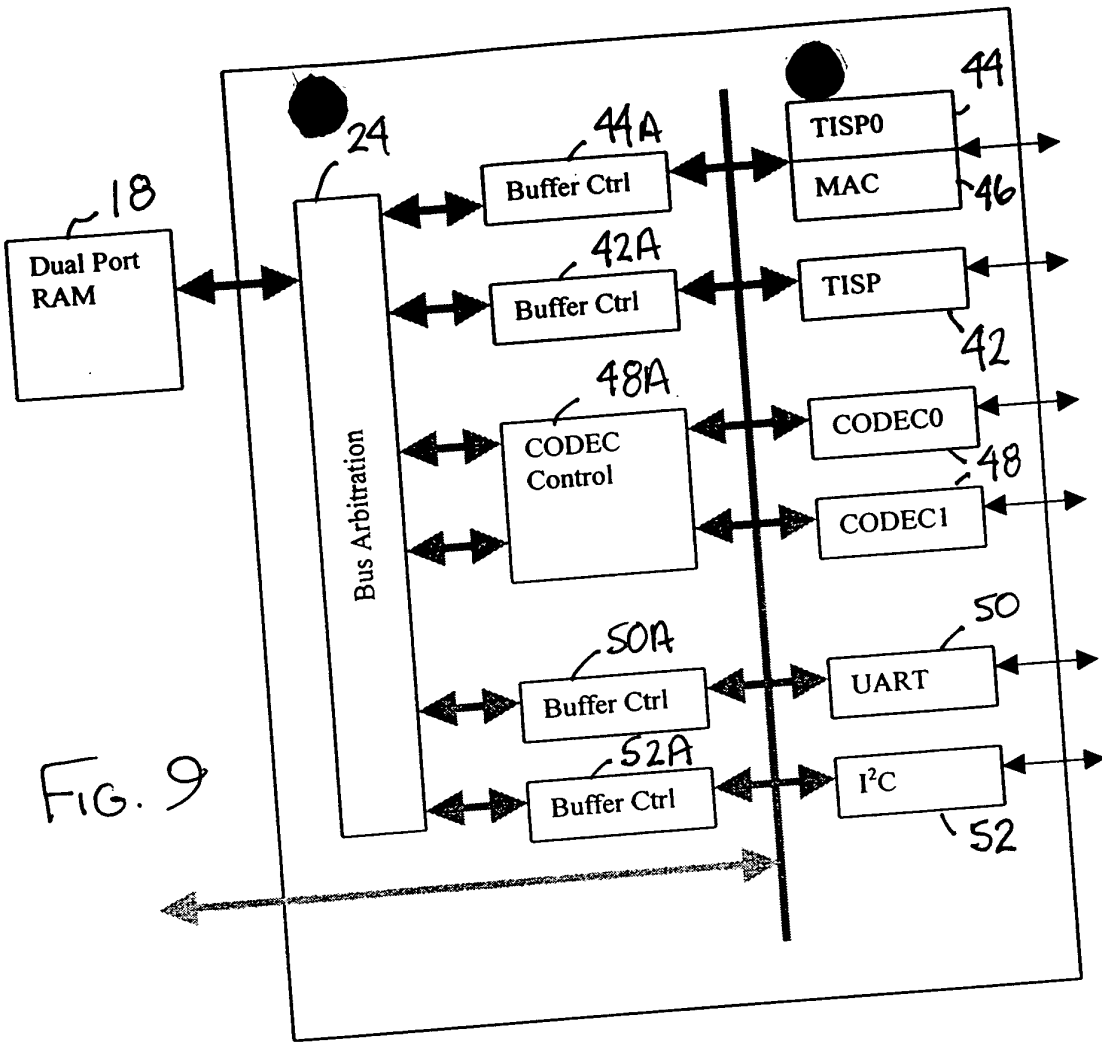 44
24
44A
TISP0
Buffer Ctrl
MAC
46
18
42A
Dual Port
RAM
Buffer Ctrl
TISP
42
48A
CODEC
Control
CODEC0
48
CODEC1
Bus Arbitration
50A
50
Buffer Ctrl
UART
52A
Buffer Ctrl
I²C
52
FIG. 9